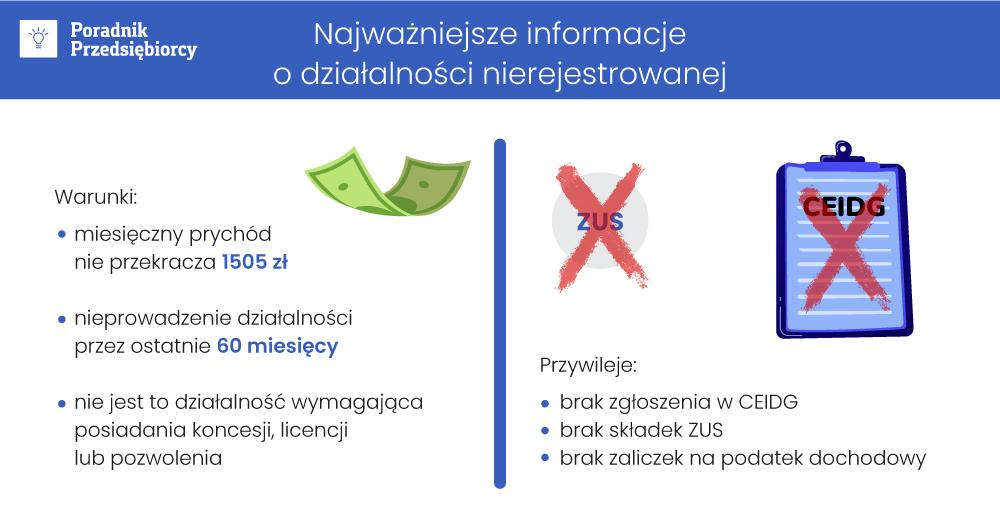 Poradnik
Przedsiębiorcy
Najważniejsze informacje
o działalności nierejestrowanej
Warunki:
• miesięczny prychód
nie przekracza 1505 zł
• nieprowadzenie działalności
przez ostatnie 60 miesięcy
• nie jest to działalność wymagająca
posiadania koncesji, licencji
lub pozwolenia
ZUS
CEIDG
Przywileje:
• brak zgłoszenia w CEIDG
• brak składek ZUS
• brak zaliczek na podatek dochodowy